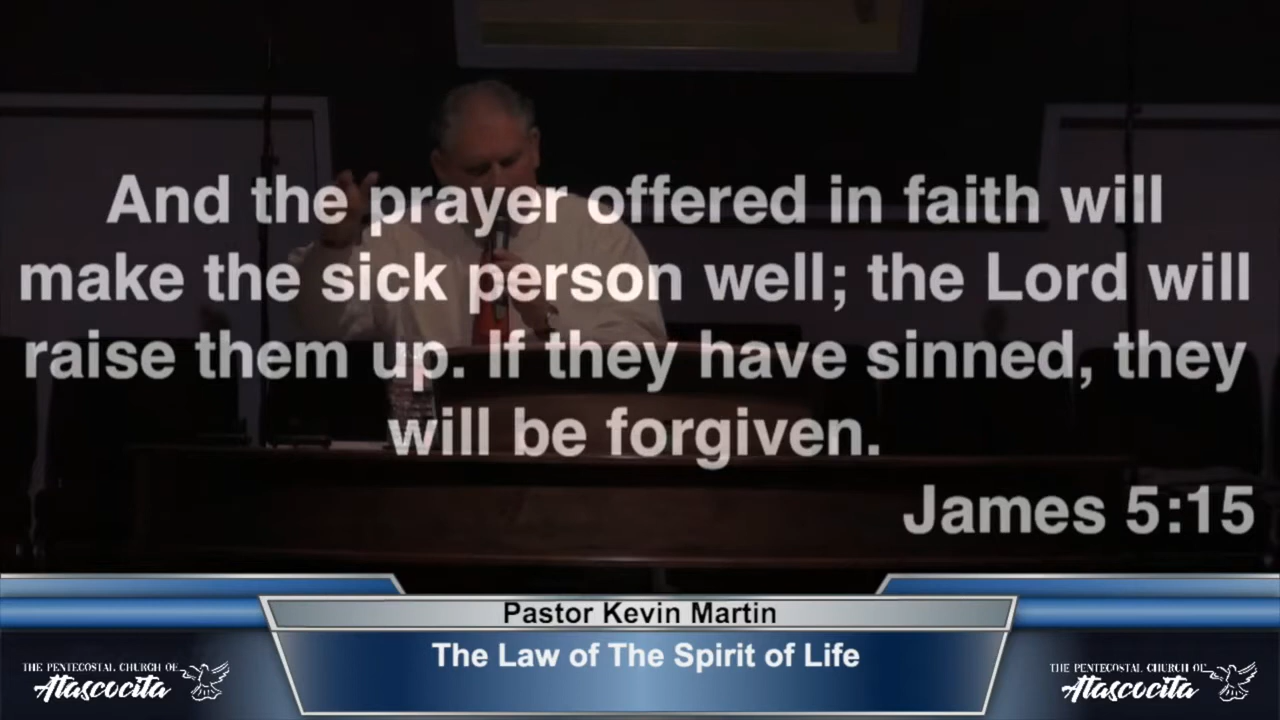 And the prayer offered in faith will
make the sick person well; the Lord will
raise them up. If they have sinned, they
will be forgiven.
James 5:15
Pastor Kevin Martin
The Law of The Spirit of Life
THE PENTECOSTAL CHURCH OF
Atascocita
THE PENTECOSTAL CHURCH OF
Atascocita